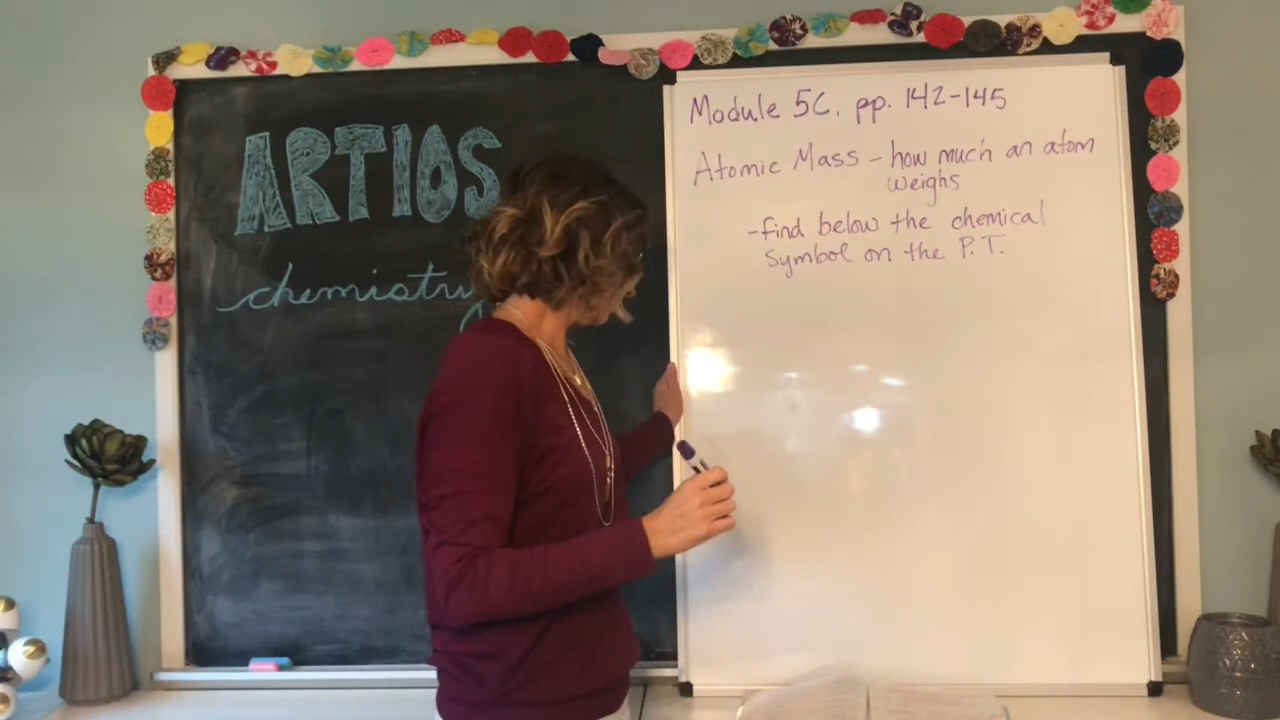 ARTIOS
chemistry
Module 5C. pp. 142-145
Atomic Mass - how much an atom
weighs
-find below the chemical
symbol on the P.T.